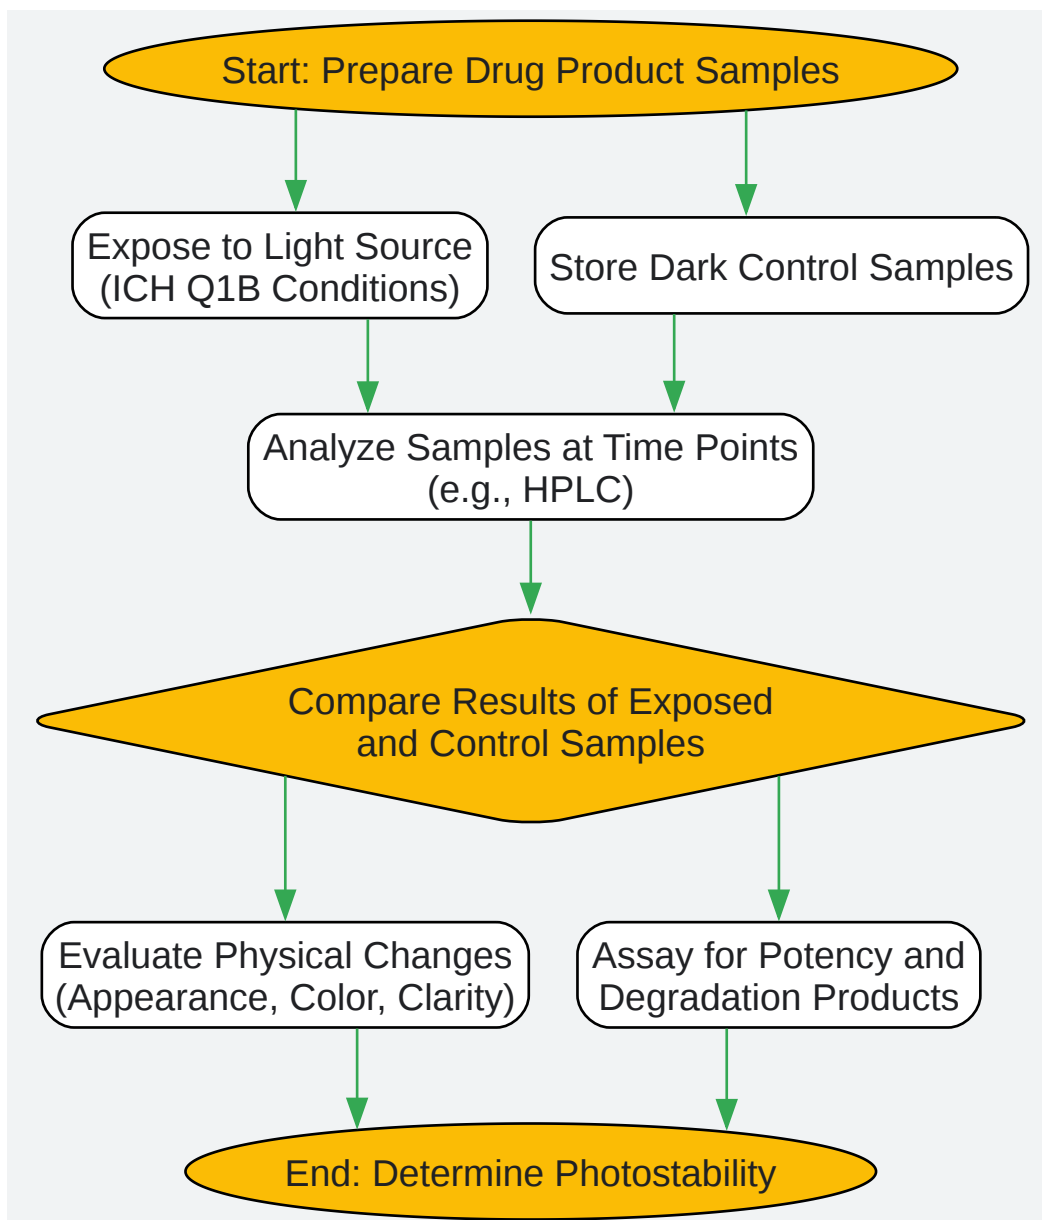 Start: Prepare Drug Product Samples
Expose to Light Source
(ICH Q1B Conditions)
Store Dark Control Samples
Analyze Samples at Time Points
(e.g., HPLC)
Compare Results of Exposed
and Control Samples
Evaluate Physical Changes
(Appearance, Color, Clarity)
Assay for Potency and
Degradation Products
End: Determine Photostability